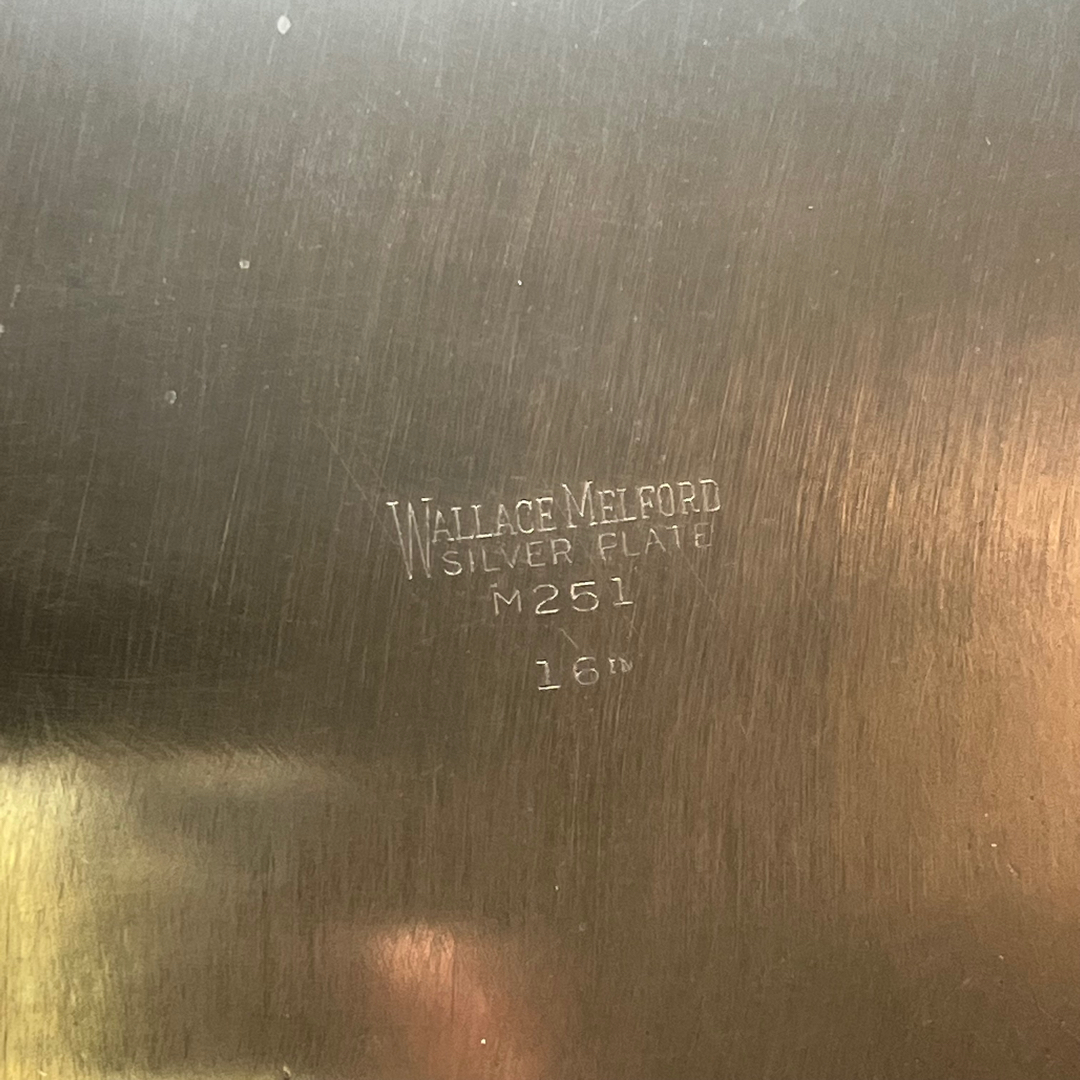 WALLACE MELFORD
SILVER PLATE
M251
16IN